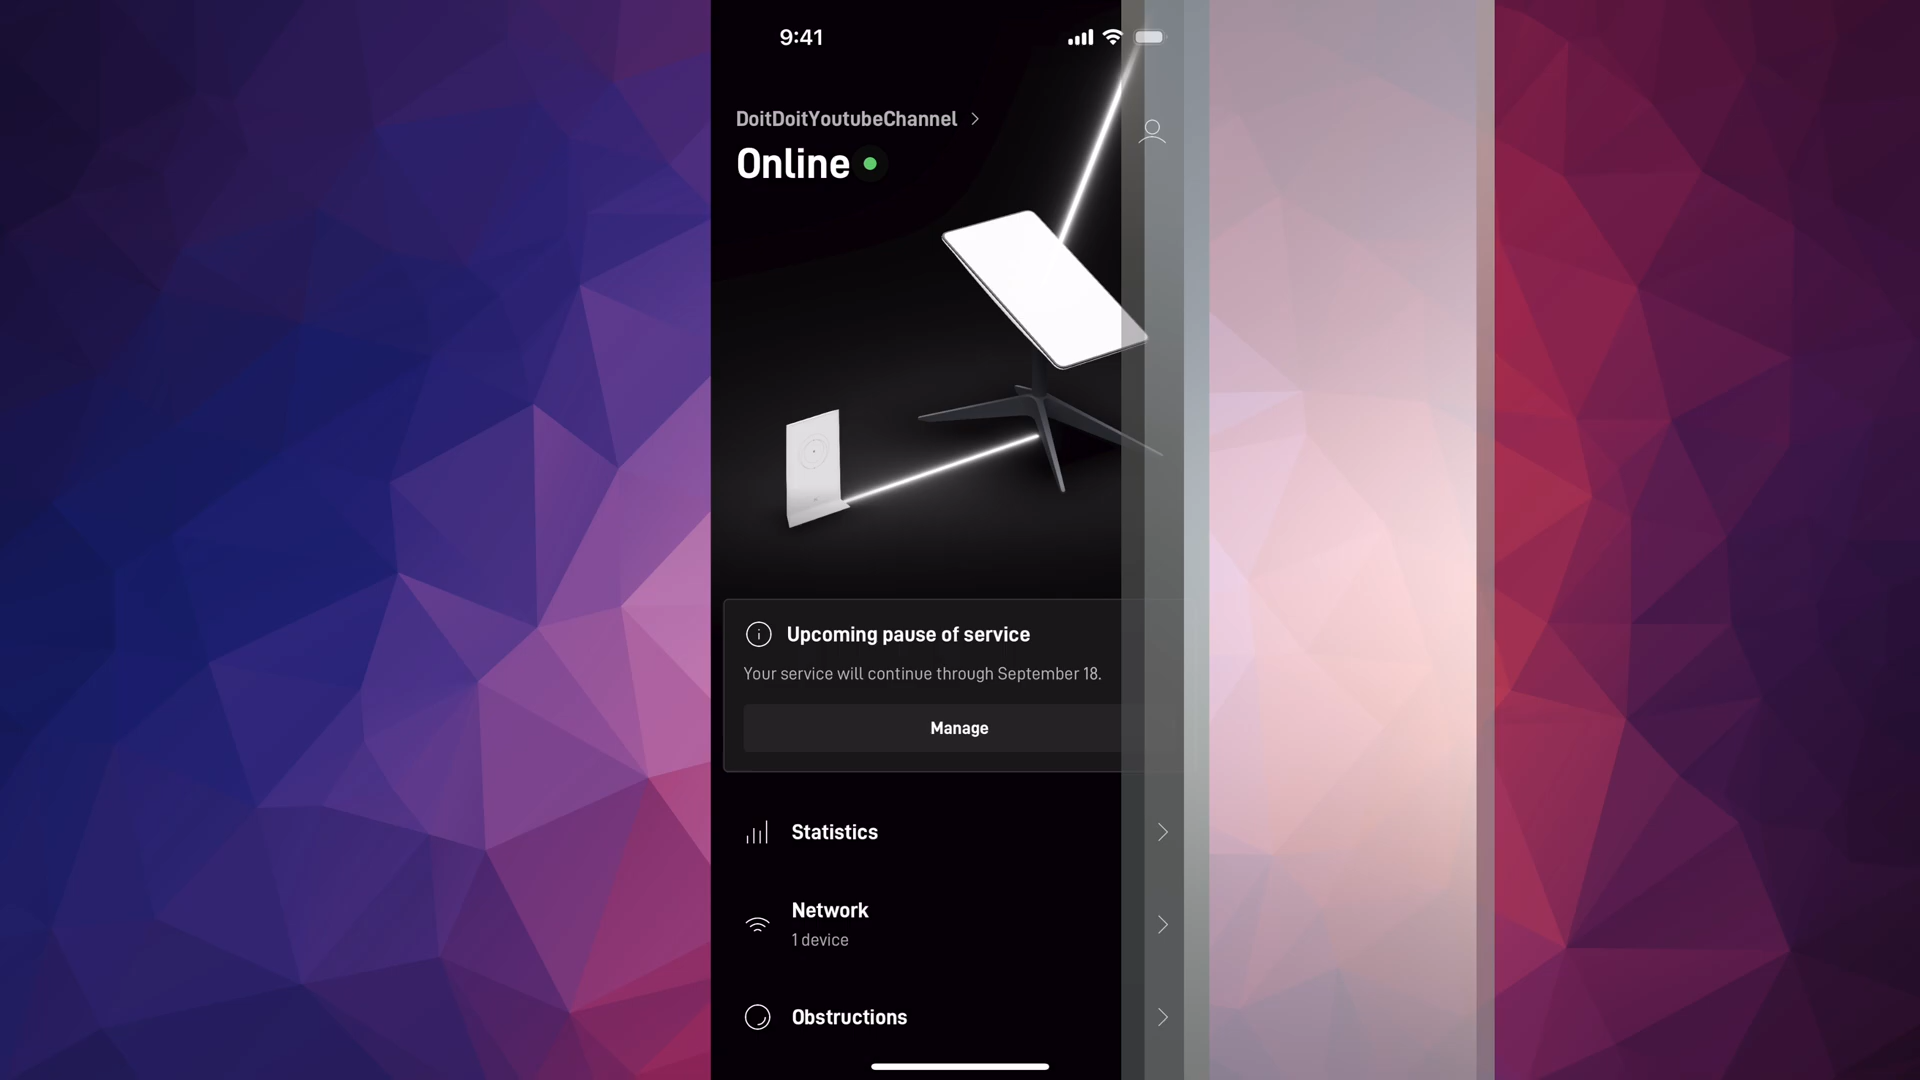 9:41
DoitDoitYoutubeChannel
Online
Upcoming pause of service
Your service will continue through September 18.
Manage
Statistics
Network
1 device
Obstructions